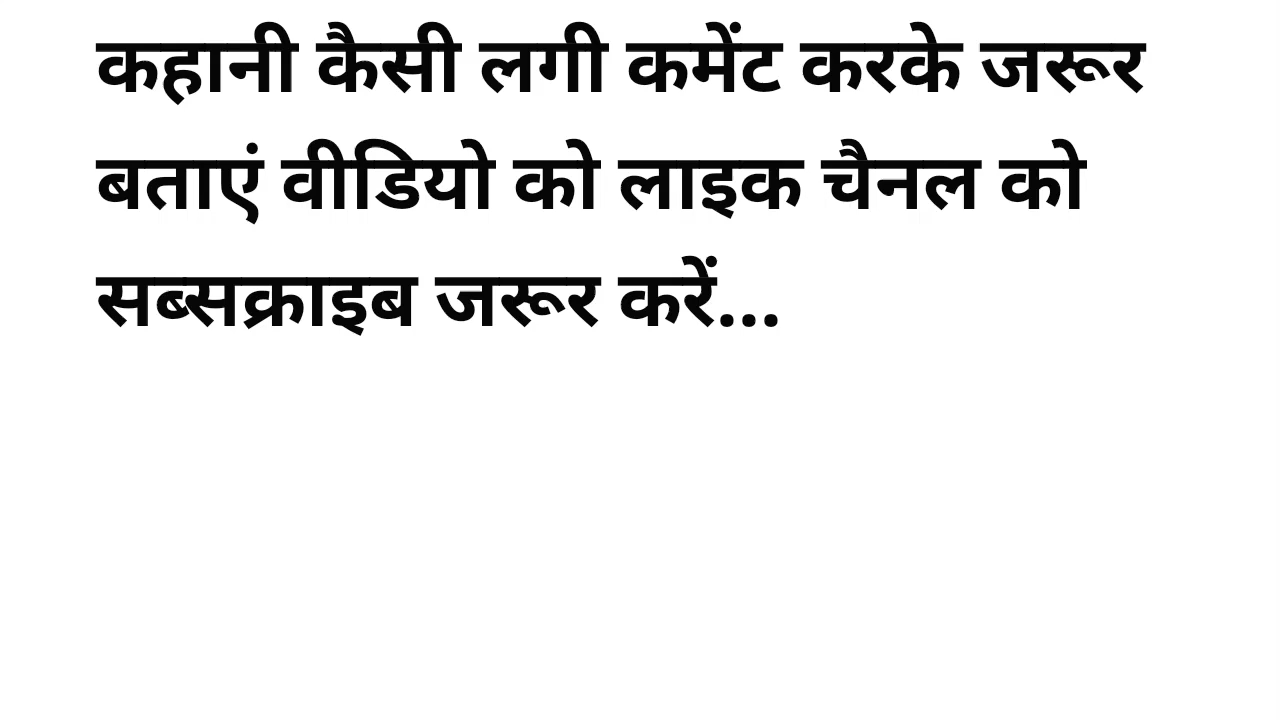 कहानी कैसी लगी कमेंट करके जरूर
बताएं वीडियो को लाइक चैनल को
सब्सक्राइब जरूर करें...